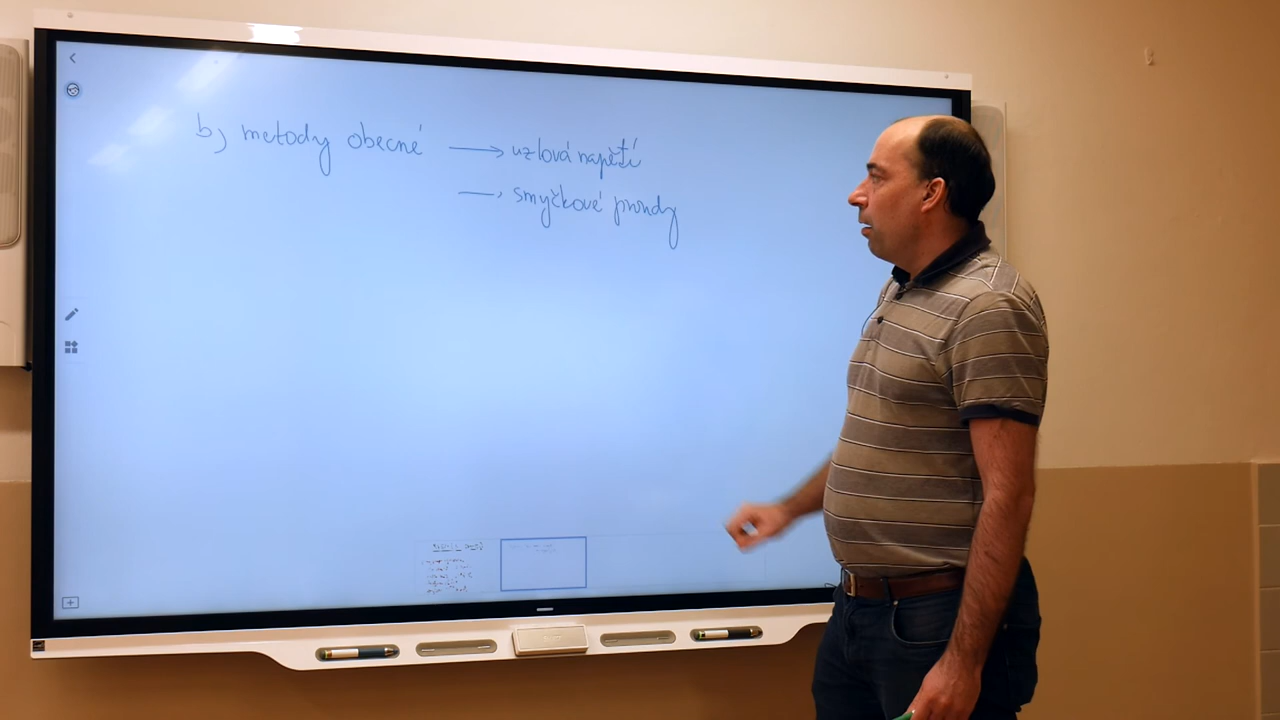 b) metody obecné → uzlová napětí
→ smyčkové proudy